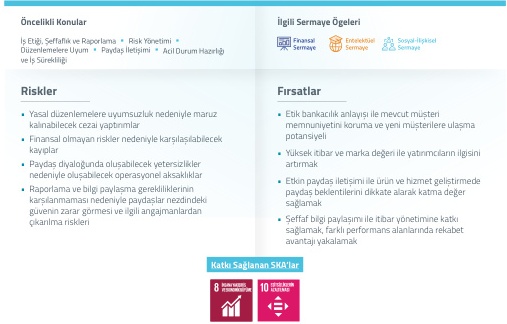 Öncelikli Konular
İş Etiği, Şeffaflık ve Raporlama • Risk Yönetimi •
Düzenlemelere Uyum • Paydaş İletişimi • Acil Durum Hazırlığı
ve İş Sürekliliği
İlgili Sermaye Ögeleri
Finansal
Sermaye
Entelektüel
Sermaye
Sosyal-İlişkisel
Sermaye
Riskler
• Yasal düzenlemelere uyumsuzluk nedeniyle maruz
kalınabilecek cezai yaptırımlar
• Finansal olmayan riskler nedeniyle karşılaşılabilecek
kayıplar
• Paydaş diyaloğunda oluşabilecek yetersizlikler
nedeniyle oluşabilecek operasyonel aksaklıklar
• Raporlama ve bilgi paylaşma gerekliliklerinin
karşılanmaması nedeniyle paydaşlar nezdindeki
güvenin zarar görmesi ve ilgili angajmanlardan
çıkarılma riskleri
Fırsatlar
• Etik bankacılık anlayışı ile mevcut müşteri
memnuniyetini koruma ve yeni müşterilere ulaşma
potansiyeli
• Yüksek itibar ve marka değeri ile yatırımcıların ilgisini
artırmak
• Etkin paydaş iletişimi ile ürün ve hizmet geliştirmede
paydaş beklentilerini dikkate alarak katma değer
sağlamak
• Şeffaf bilgi paylaşımı ile itibar yönetimine katkı
sağlamak, farklı performans alanlarında rekabet
avantajı yakalamak
Katkı Sağlanan SKA'lar
8 İNSANA YAKIŞIR İŞ
VE EKONOMİK BÜYÜME
10 EŞİTSİZLİKLERİN
AZALTILMASI